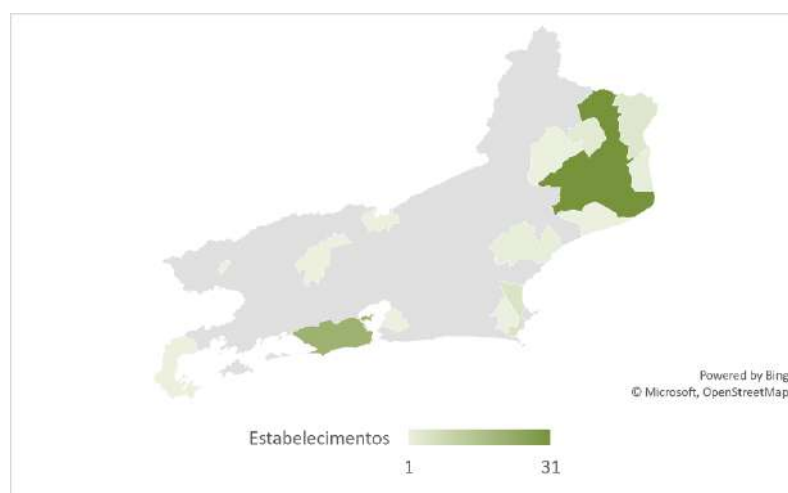 Powered by Bing
© Microsoft, OpenStreetMap
Estabelecimentos
1
31